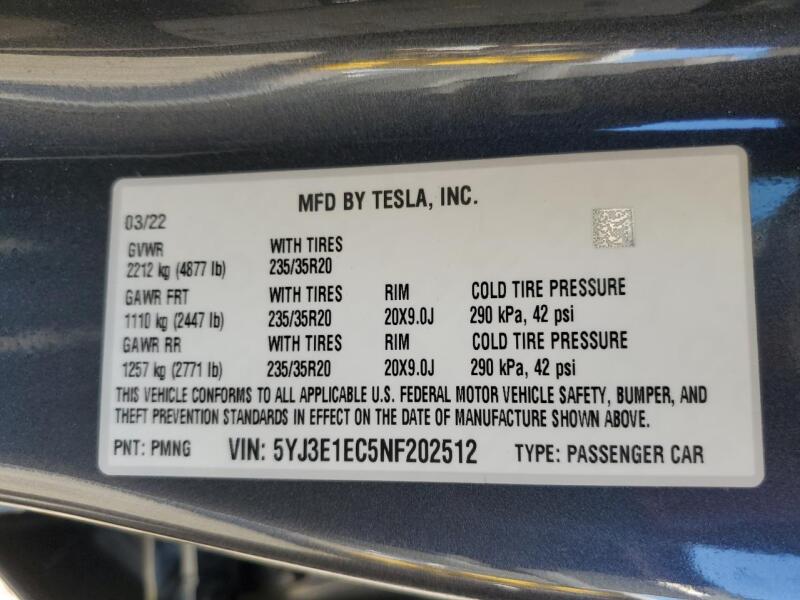 MFD BY TESLA, INC.
03/22
GVWR WITH TIRES
2212 kg (4877 lb) 235/35R20
GAWR FRT WITH TIRES RIM COLD TIRE PRESSURE
1110 kg (2447 lb) 235/35R20 20X9.0J 290 kPa, 42 psi
GAWR RR WITH TIRES RIM COLD TIRE PRESSURE
1257 kg (2771 lb) 235/35R20 20X9.0J 290 kPa, 42 psi
THIS VEHICLE CONFORMS TO ALL APPLICABLE U.S. FEDERAL MOTOR VEHICLE SAFETY, BUMPER, AND
THEFT PREVENTION STANDARDS IN EFFECT ON THE DATE OF MANUFACTURE SHOWN ABOVE.
PNT: PMNG VIN: 5YJ3E1EC5NF202512 TYPE: PASSENGER CAR